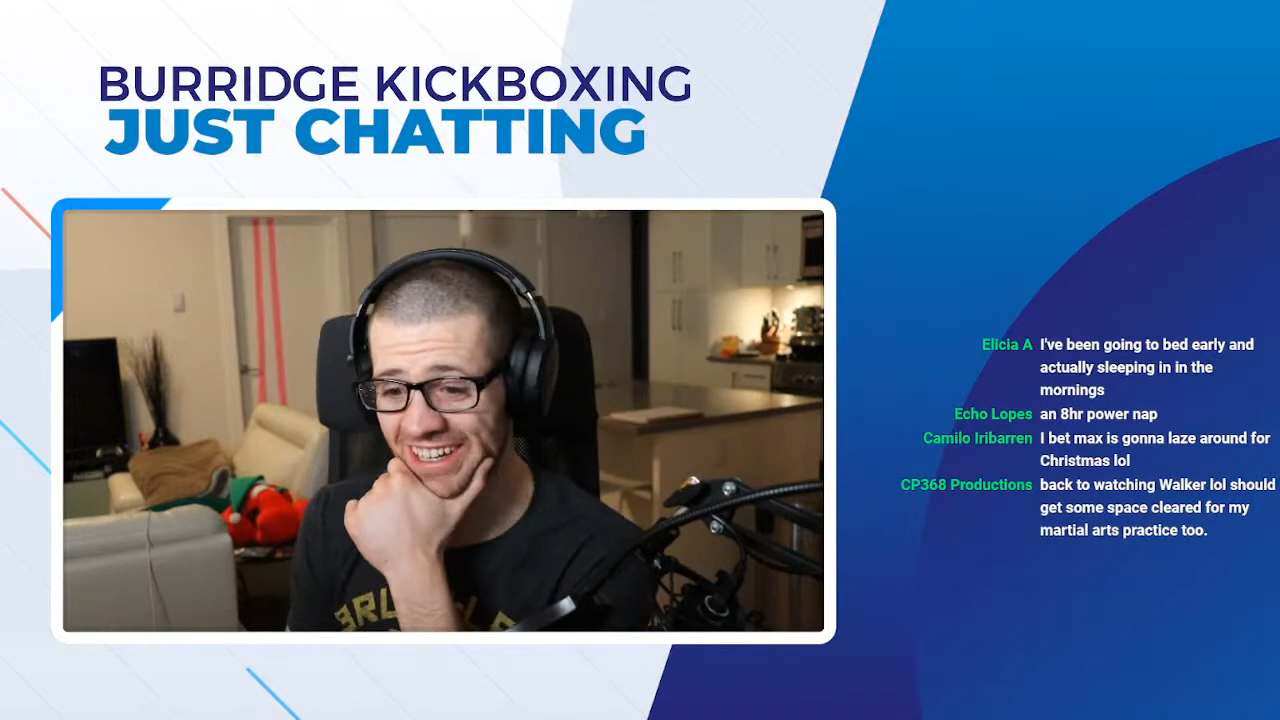 BURRIDGE KICKBOXING
JUST CHATTING
Elicia A I've been going to bed early and
actually sleeping in in the
mornings
Echo Lopes an 8hr power nap
Camilo Iribarren I bet max is gonna laze around for
Christmas lol
CP368 Productions back to watching Walker lol should
get some space cleared for my
martial arts practice too.